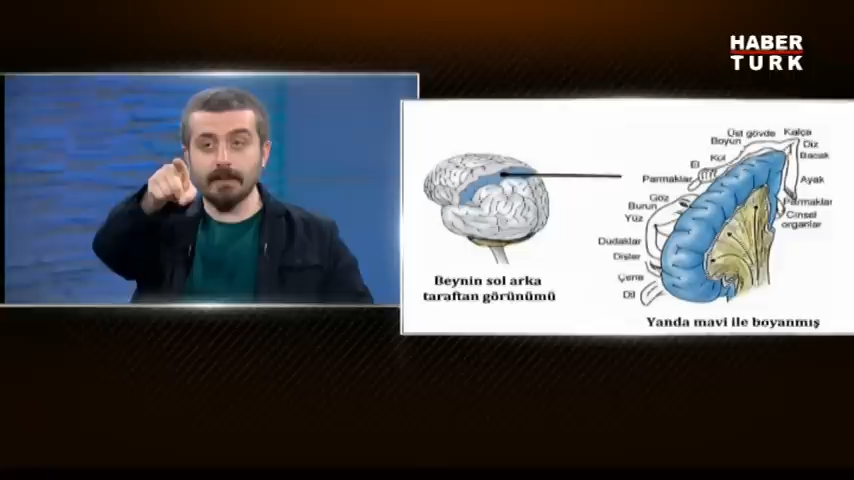 HABER
TURK
Üst gövde
Kalça
Boyun
Diz
Kol
Bacak
El
Parmaklar
Ayak
Göz
Parmaklar
Burun
Cinsel
organlar
Yüz
Dudaklar
Dişler
Çene
Dil
Beynin sol arka
taraftan görünümü
Yanda mavi ile boyanmış